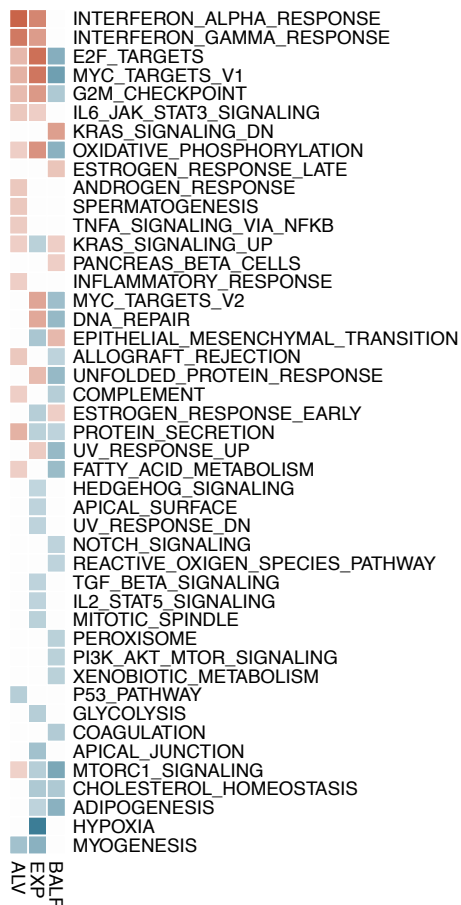 INTERFERON_ALPHA_RESPONSE
INTERFERON_GAMMA_RESPONSE
E2F_TARGETS
MYC_TARGETS_V1
G2M_CHECKPOINT
IL6_JAK_STAT3_SIGNALING
KRAS_SIGNALING_DN
OXIDATIVE_PHOSPHORYLATION
ESTROGEN_RESPONSE_LATE
ANDROGEN_RESPONSE
SPERMATOGENESIS
TNFA_SIGNALING_VIA_NFKB
KRAS_SIGNALING_UP
PANCREAS_BETA_CELLS
INFLAMMATORY_RESPONSE
MYC_TARGETS_V2
DNA_REPAIR
EPITHELIAL_MESENCHYMAL_TRANSITION
ALLOGRAFT_REJECTION
UNFOLDED_PROTEIN_RESPONSE
COMPLEMENT
ESTROGEN_RESPONSE_EARLY
PROTEIN_SECRETION
UV_RESPONSE_UP
FATTY_ACID_METABOLISM
HEDGEHOG_SIGNALING
APICAL_SURFACE
UV_RESPONSE_DN
NOTCH_SIGNALING
REACTIVE_OXIGEN_SPECIES_PATHWAY
TGF_BETA_SIGNALING
IL2_STAT5_SIGNALING
MITOTIC_SPINDLE
PEROXISOME
PI3K_AKT_MTOR_SIGNALING
XENOBIOTIC_METABOLISM
P53_PATHWAY
GLYCOLYSIS
COAGULATION
APICAL_JUNCTION
MTORC1_SIGNALING
CHOLESTEROL_HOMEOSTASIS
ADIPOGENESIS
HYPOXIA
MYOGENESIS
ALV
EXP
BALF